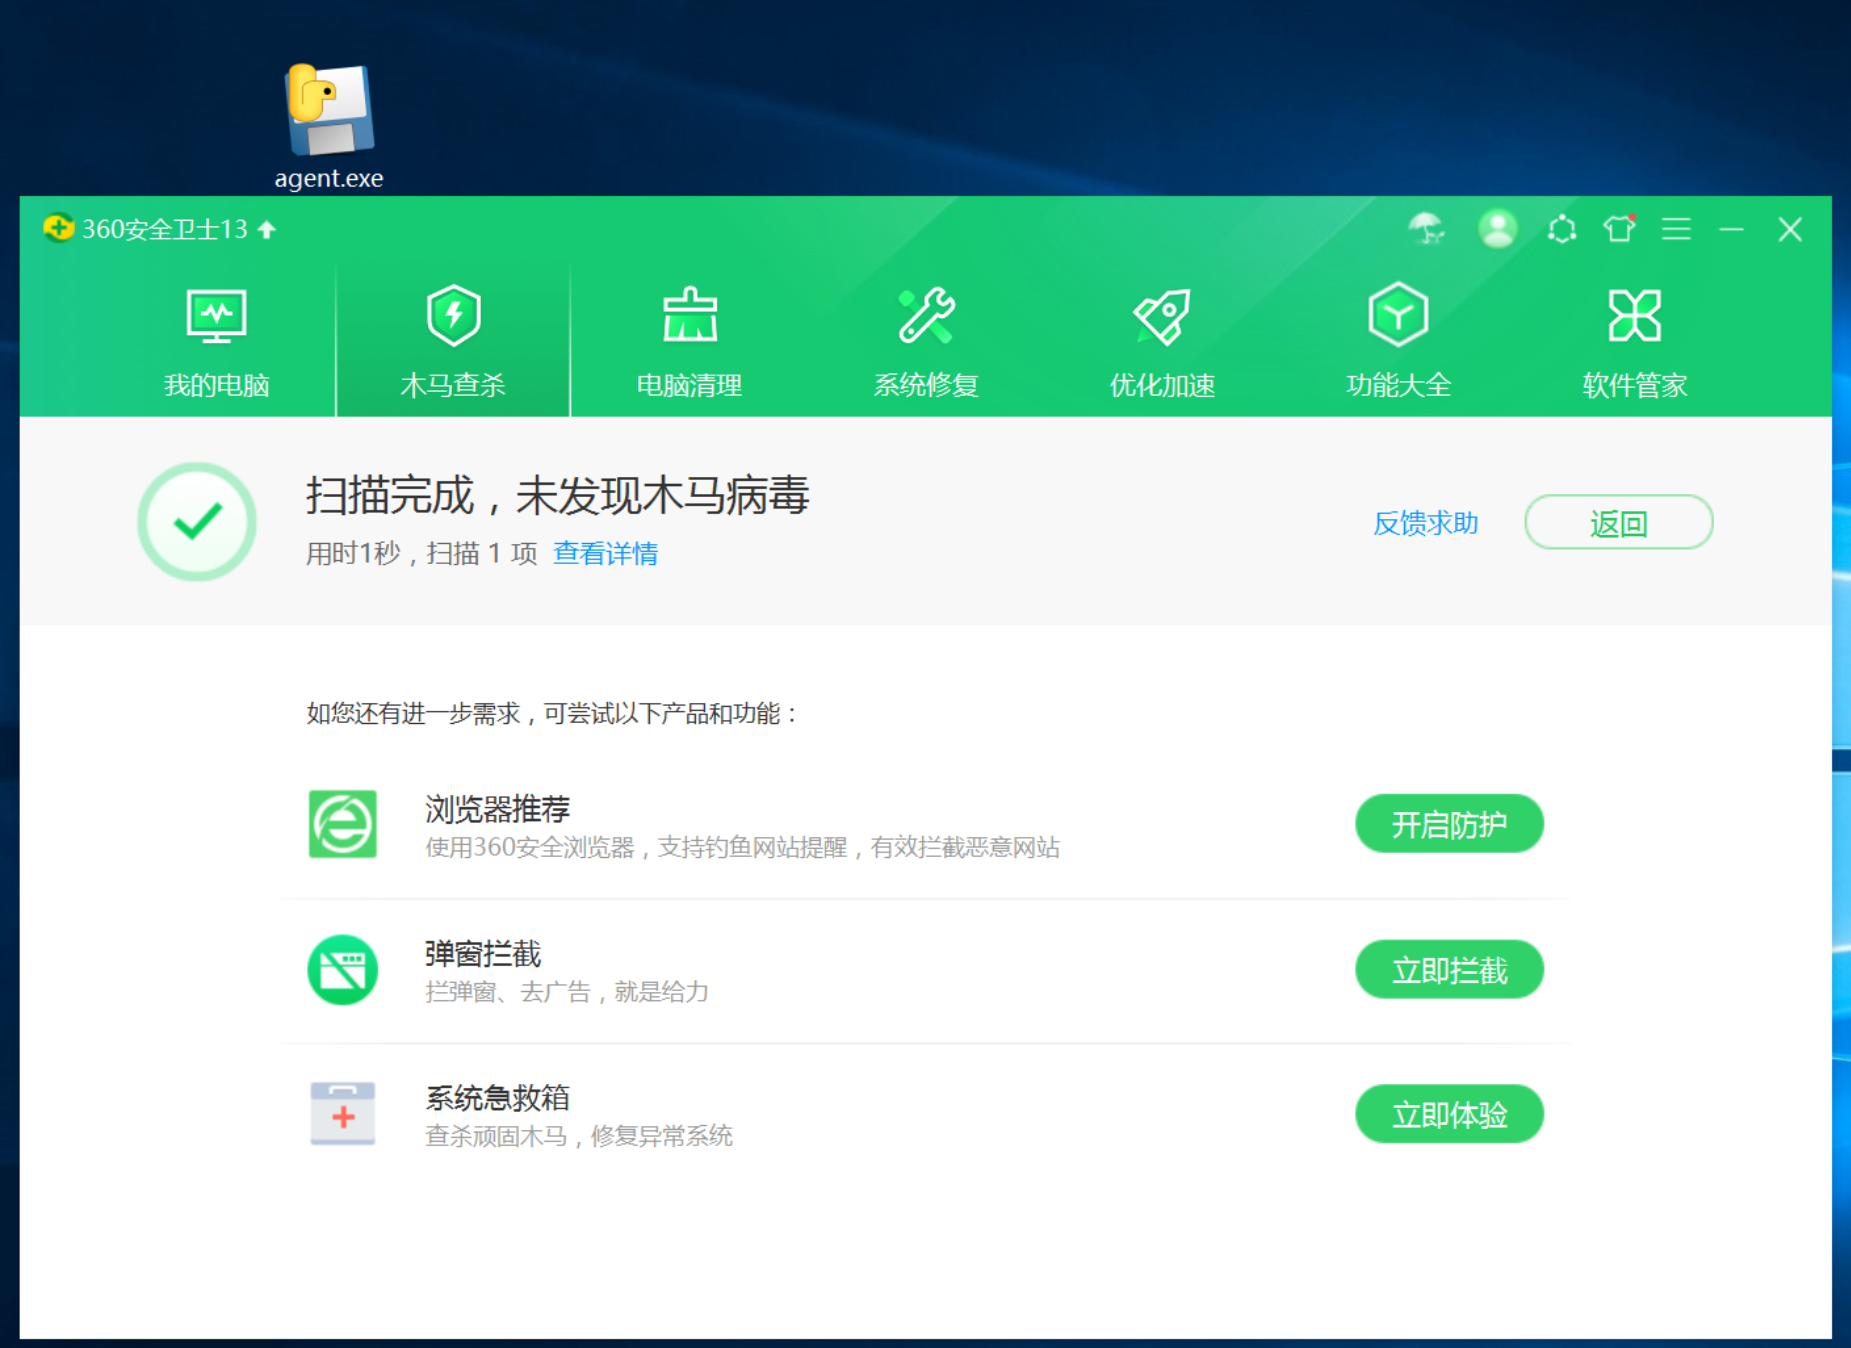 agent.exe
360安全卫士13
我的电脑
木马查杀
电脑清理
系统修复
优化加速
功能大全
软件管家
扫描完成，未发现木马病毒
用时1秒，扫描 1 项 查看详情
反馈求助
返回
如您还有进一步需求，可尝试以下产品和功能：
浏览器推荐
使用360安全浏览器，支持钓鱼网站提醒，有效拦截恶意网站
开启防护
弹窗拦截
拦弹窗、去广告，就是给力
立即拦截
系统急救箱
查杀顽固木马，修复异常系统
立即体验